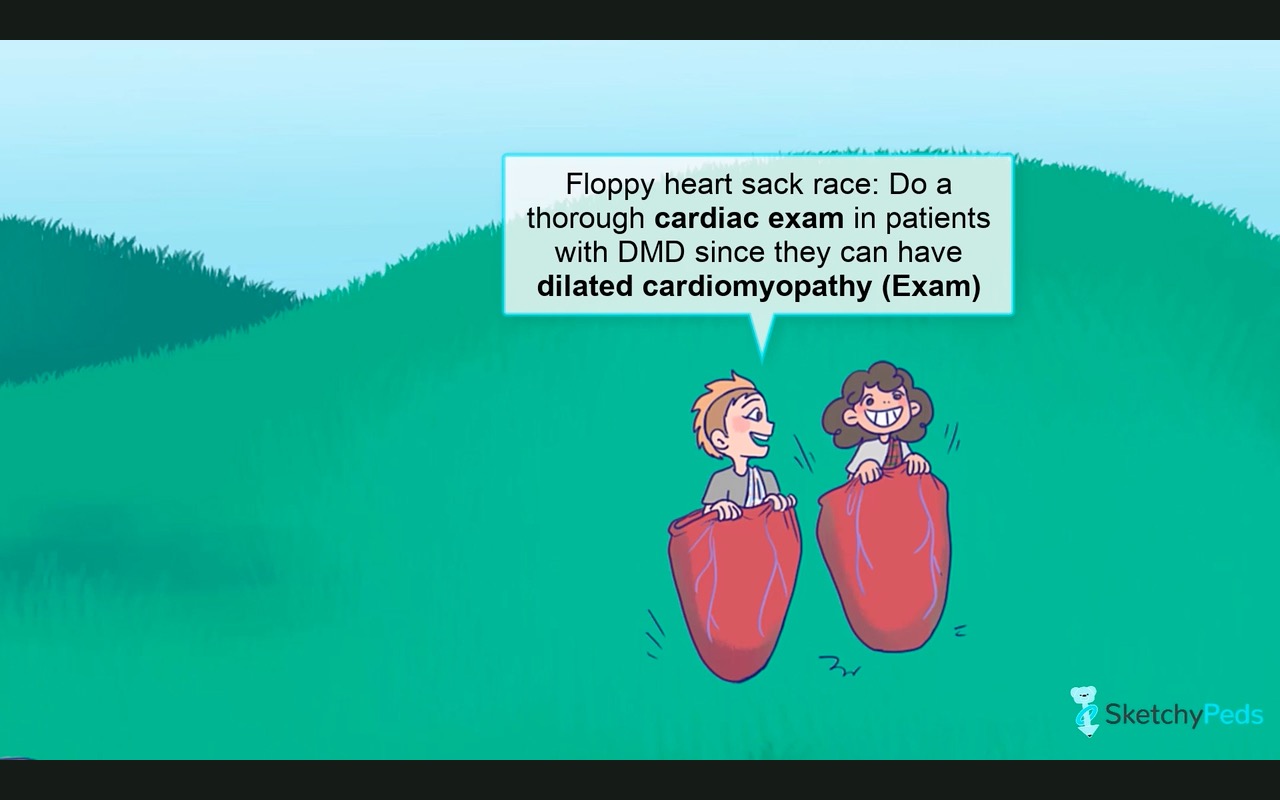 Floppy heart sack race: Do a
thorough cardiac exam in patients
with DMD since they can have
dilated cardiomyopathy (Exam)
SketchyPeds